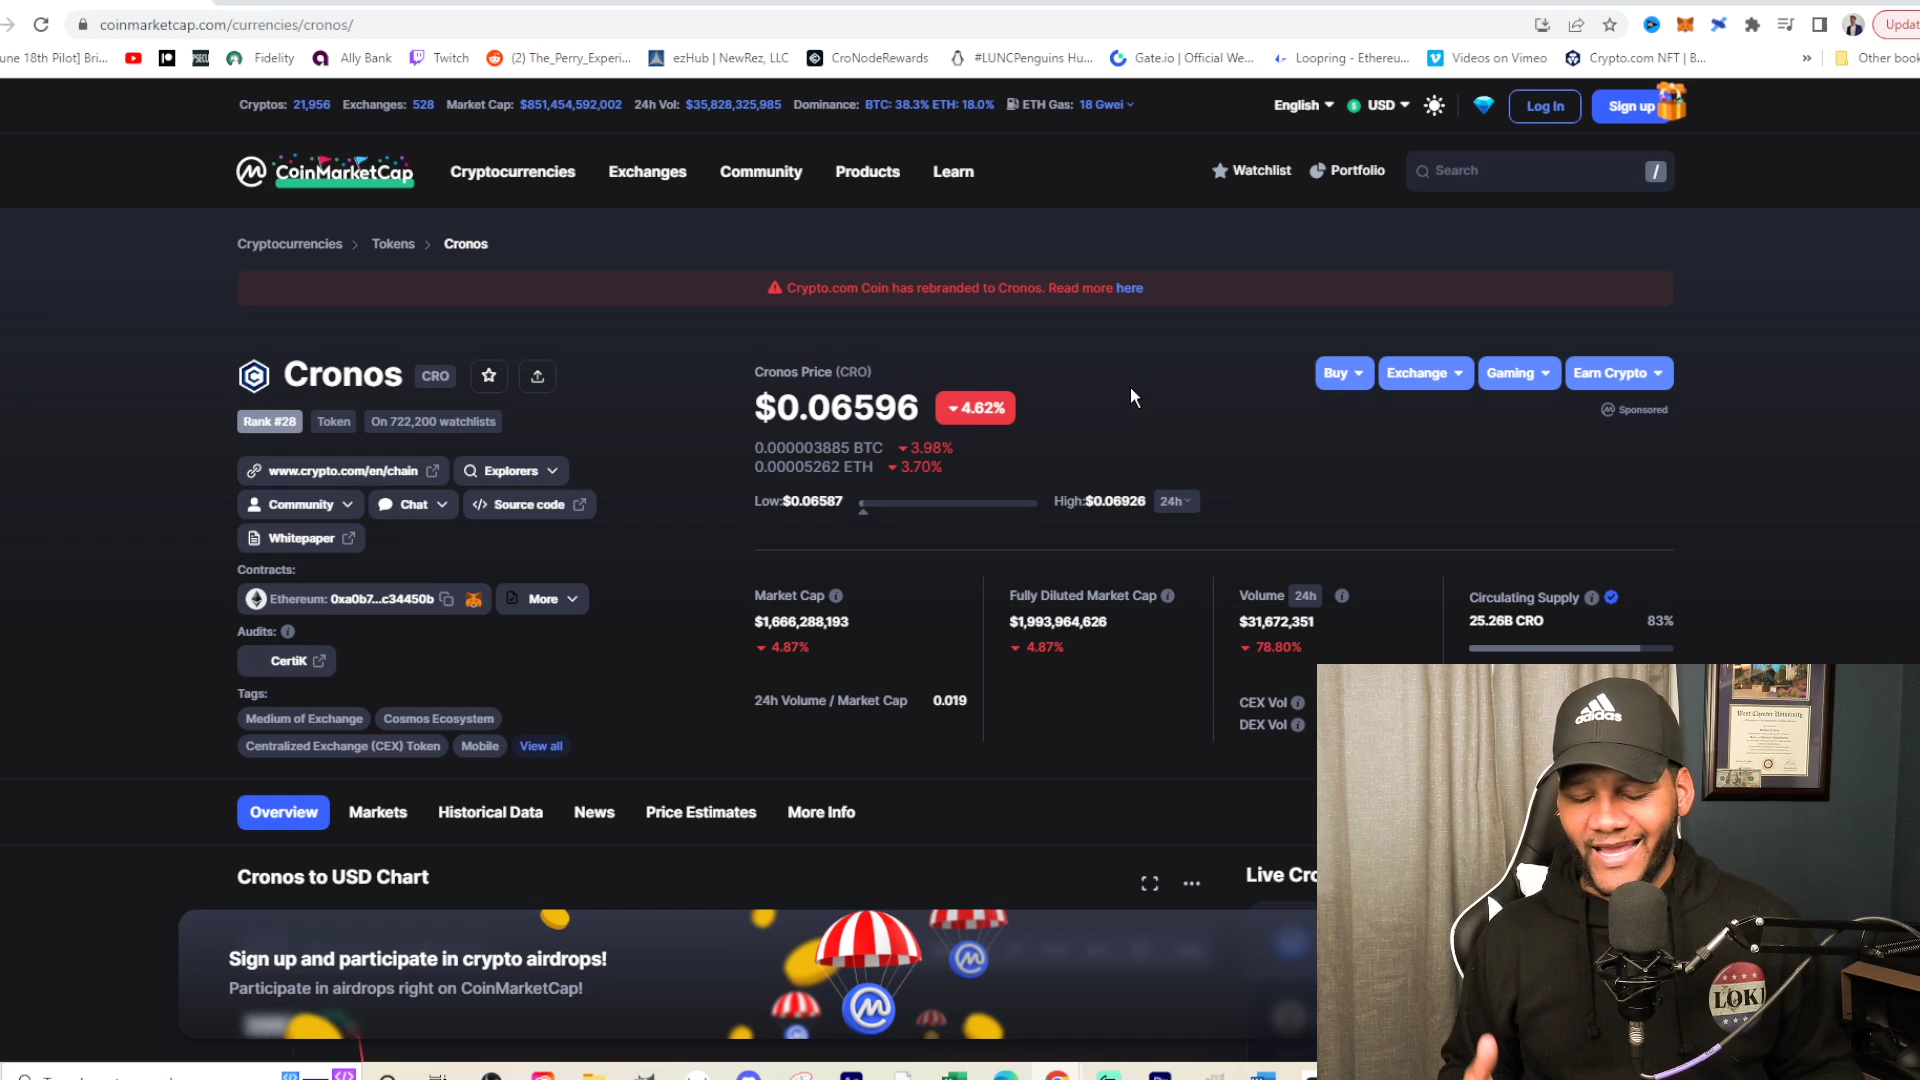 coinmarketcap.com/currencies/cronos/
Updat
une 18th Pilot] Bri...
PSECU
Fidelity
Ally Bank
Twitch
(2) The_Perry_Experi...
ezHub | NewRez, LLC
CroNodeRewards
#LUNCPenguins Hu...
Gate.io | Official We...
Loopring - Ethereu...
Videos on Vimeo
Crypto.com NFT | B...
»
Other book
Cryptos: 21,956 Exchanges: 528 Market Cap: $851,454,592,002 24h Vol: $35,828,325,985 Dominance: BTC: 38.3% ETH: 18.0% ETH Gas: 18 Gwei
English
USD
Log In
Sign up
CoinMarketCap
Cryptocurrencies
Exchanges
Community
Products
Learn
Watchlist
Portfolio
Search
/
Cryptocurrencies > Tokens > Cronos
Crypto.com Coin has rebranded to Cronos. Read more here
Cronos CRO
Rank #28
Token
On 722,200 watchlists
www.crypto.com/en/chain
Explorers
Community
Chat
Source code
Whitepaper
Contracts:
Ethereum: 0xa0b7...c34450b
More
Audits:
CertiK
Tags:
Medium of Exchange
Cosmos Ecosystem
Centralized Exchange (CEX) Token
Mobile
View all
Cronos Price (CRO)
$0.06596 4.62%
0.000003885 BTC 3.98%
0.00005262 ETH 3.70%
Low:$0.06587
High:$0.06926
24h
Buy
Exchange
Gaming
Earn Crypto
Sponsored
Market Cap
$1,666,288,193
4.87%
24h Volume / Market Cap 0.019
Fully Diluted Market Cap
$1,993,964,626
4.87%
Volume 24h
$31,672,351
78.80%
CEX Vol
DEX Vol
Circulating Supply
25.26B CRO 83%
Overview
Markets
Historical Data
News
Price Estimates
More Info
Cronos to USD Chart
Live Cro
Sign up and participate in crypto airdrops!
Participate in airdrops right on CoinMarketCap!
adidas
West Chester University
LOKI